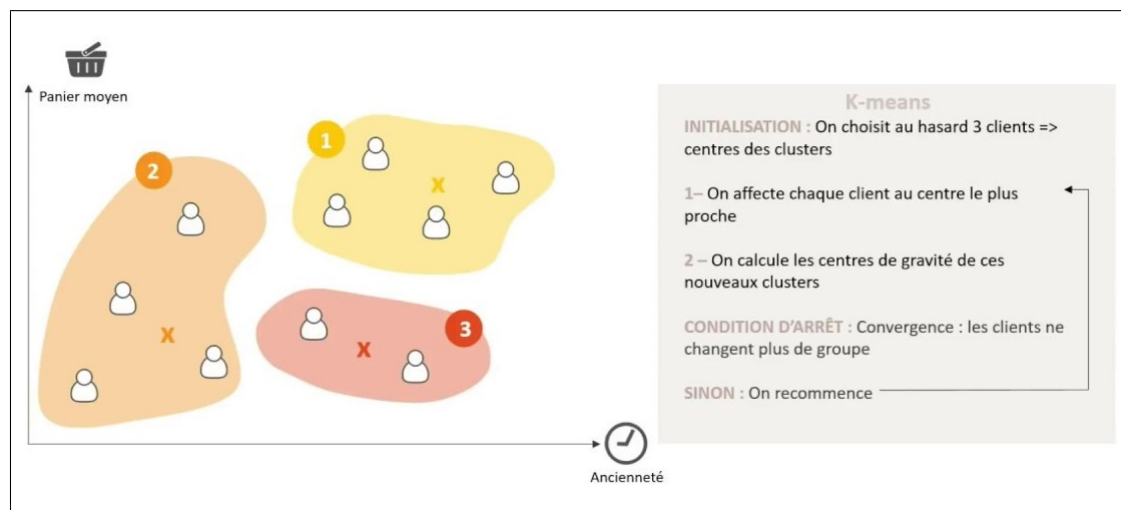 Panier moyen
1
2
X
X
3
X
Ancienneté
K-means
INITIALISATION : On choisit au hasard 3 clients =>
centres des clusters
1– On affecte chaque client au centre le plus
proche
2 – On calcule les centres de gravité de ces
nouveaux clusters
CONDITION D’ARRÊT : Convergence : les clients ne
changent plus de groupe
SINON : On recommence